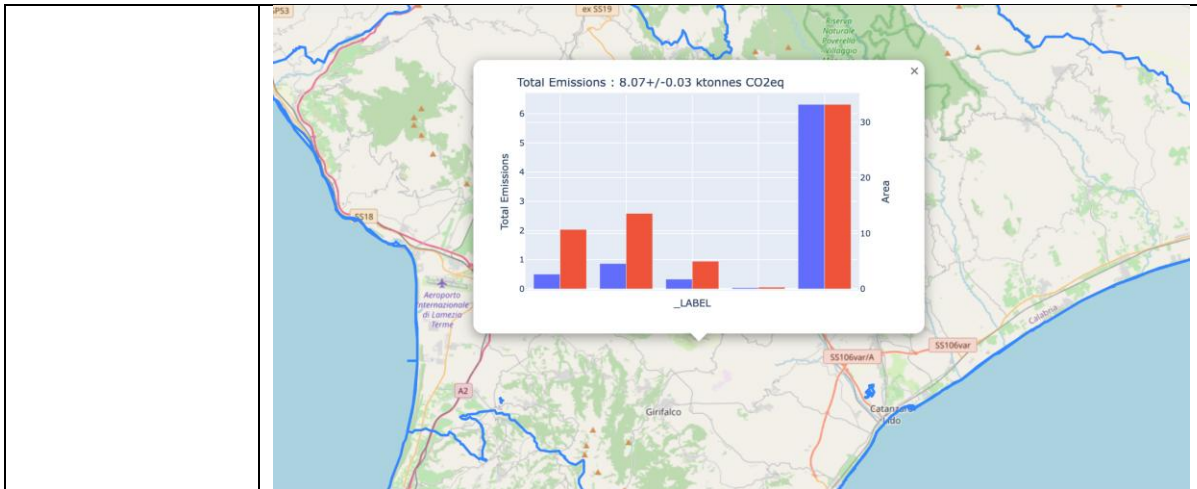 SPS3
ex SS19
Riserva
Naturale
Poverella
Villaggio
×
Total Emissions : 8.07+/-0.03 ktonnes CO2eq
6
5
4
3
2
1
0
30
20
10
0
Total Emissions
Area
_LABEL
SS18
Aeroporto
Internazionale
di Lamezia
Terme
A2
Girifalco
Calabria
SS106var
SS106var/A
Catanzaro
Lido